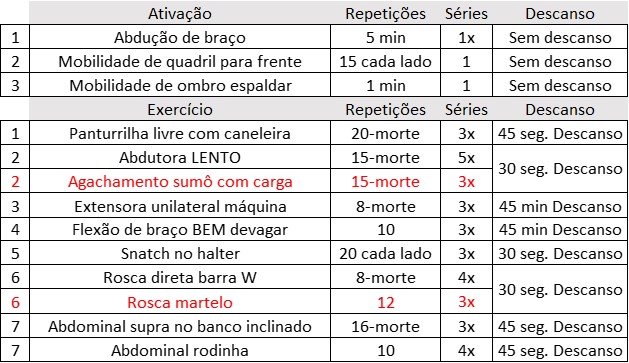 Ativação Repetições Séries Descanso
1 Abdução de braço 5 min 1x Sem descanso
2 Mobilidade de quadril para frente 15 cada lado 1 Sem descanso
3 Mobilidade de ombro espaldar 1 min 1 Sem descanso
Exercício Repetições Séries Descanso
1 Panturrilha livre com caneleira 20-morte 3x 45 seg. Descanso
2 Abdutora LENTO 15-morte 5x 30 seg. Descanso
2 Agachamento sumô com carga 15-morte 3x
3 Extensora unilateral máquina 8-morte 3x 45 min Descanso
4 Flexão de braço BEM devagar 10 3x 45 min Descanso
5 Snatch no halter 20 cada lado 3x 30 seg. Descanso
6 Rosca direta barra W 8-morte 4x 30 seg. Descanso
6 Rosca martelo 12 3x
7 Abdominal supra no banco inclinado 16-morte 3x 45 seg. Descanso
7 Abdominal rodinha 10 4x 45 seg. Descanso